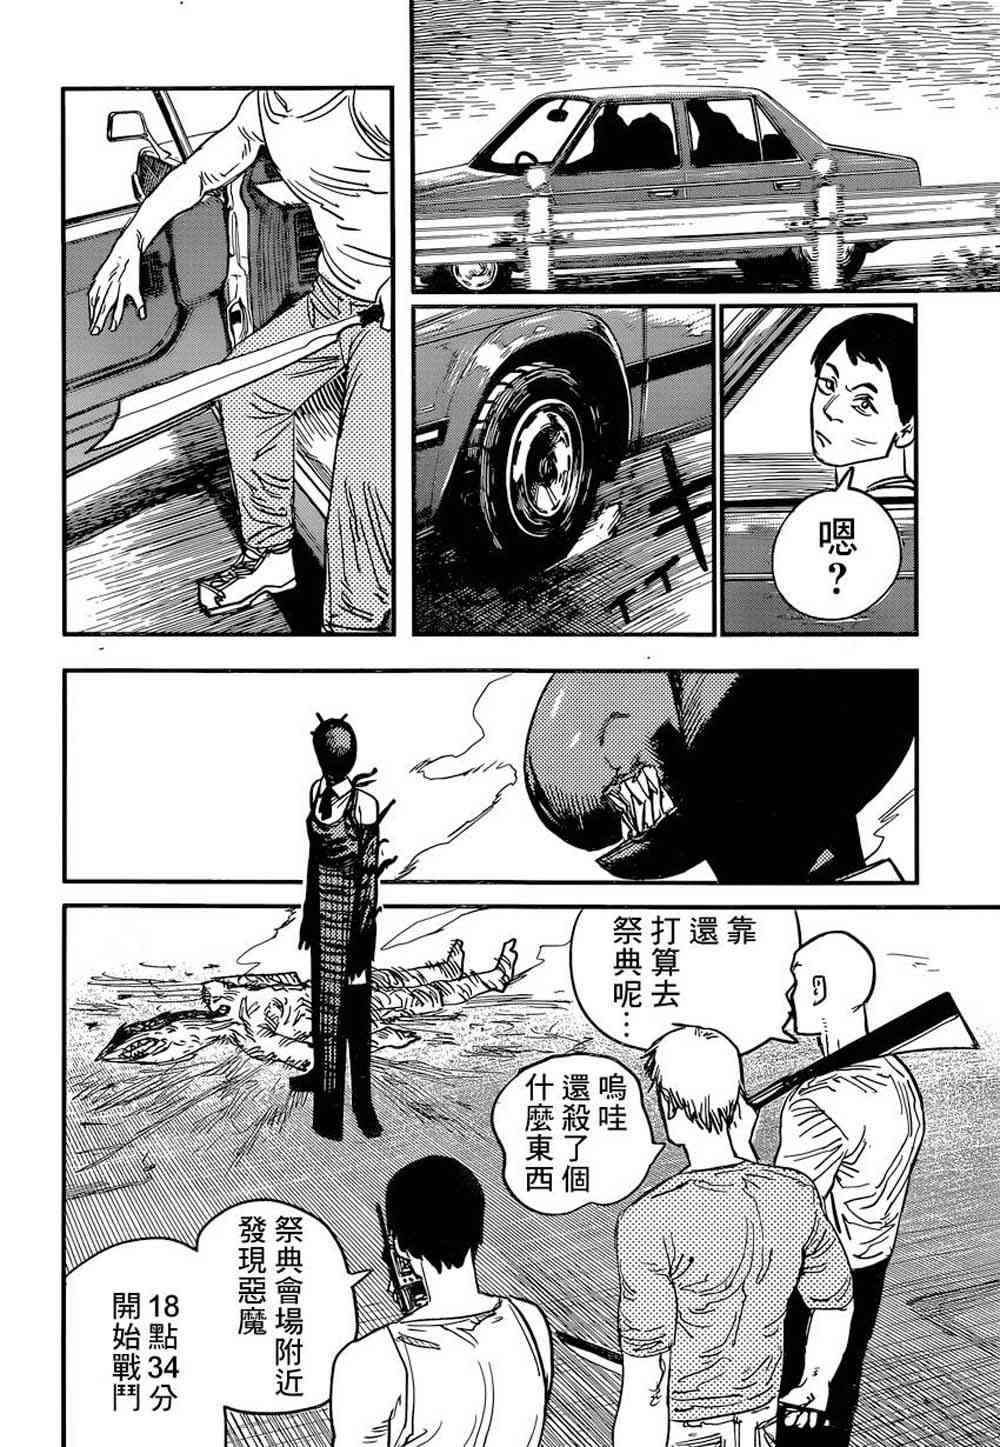 嗯？
靠
還
打算去
祭典呢…
嗚哇
還殺了個
什麼東西
祭典會場附近
發現惡魔
18點34分
開始戰鬥